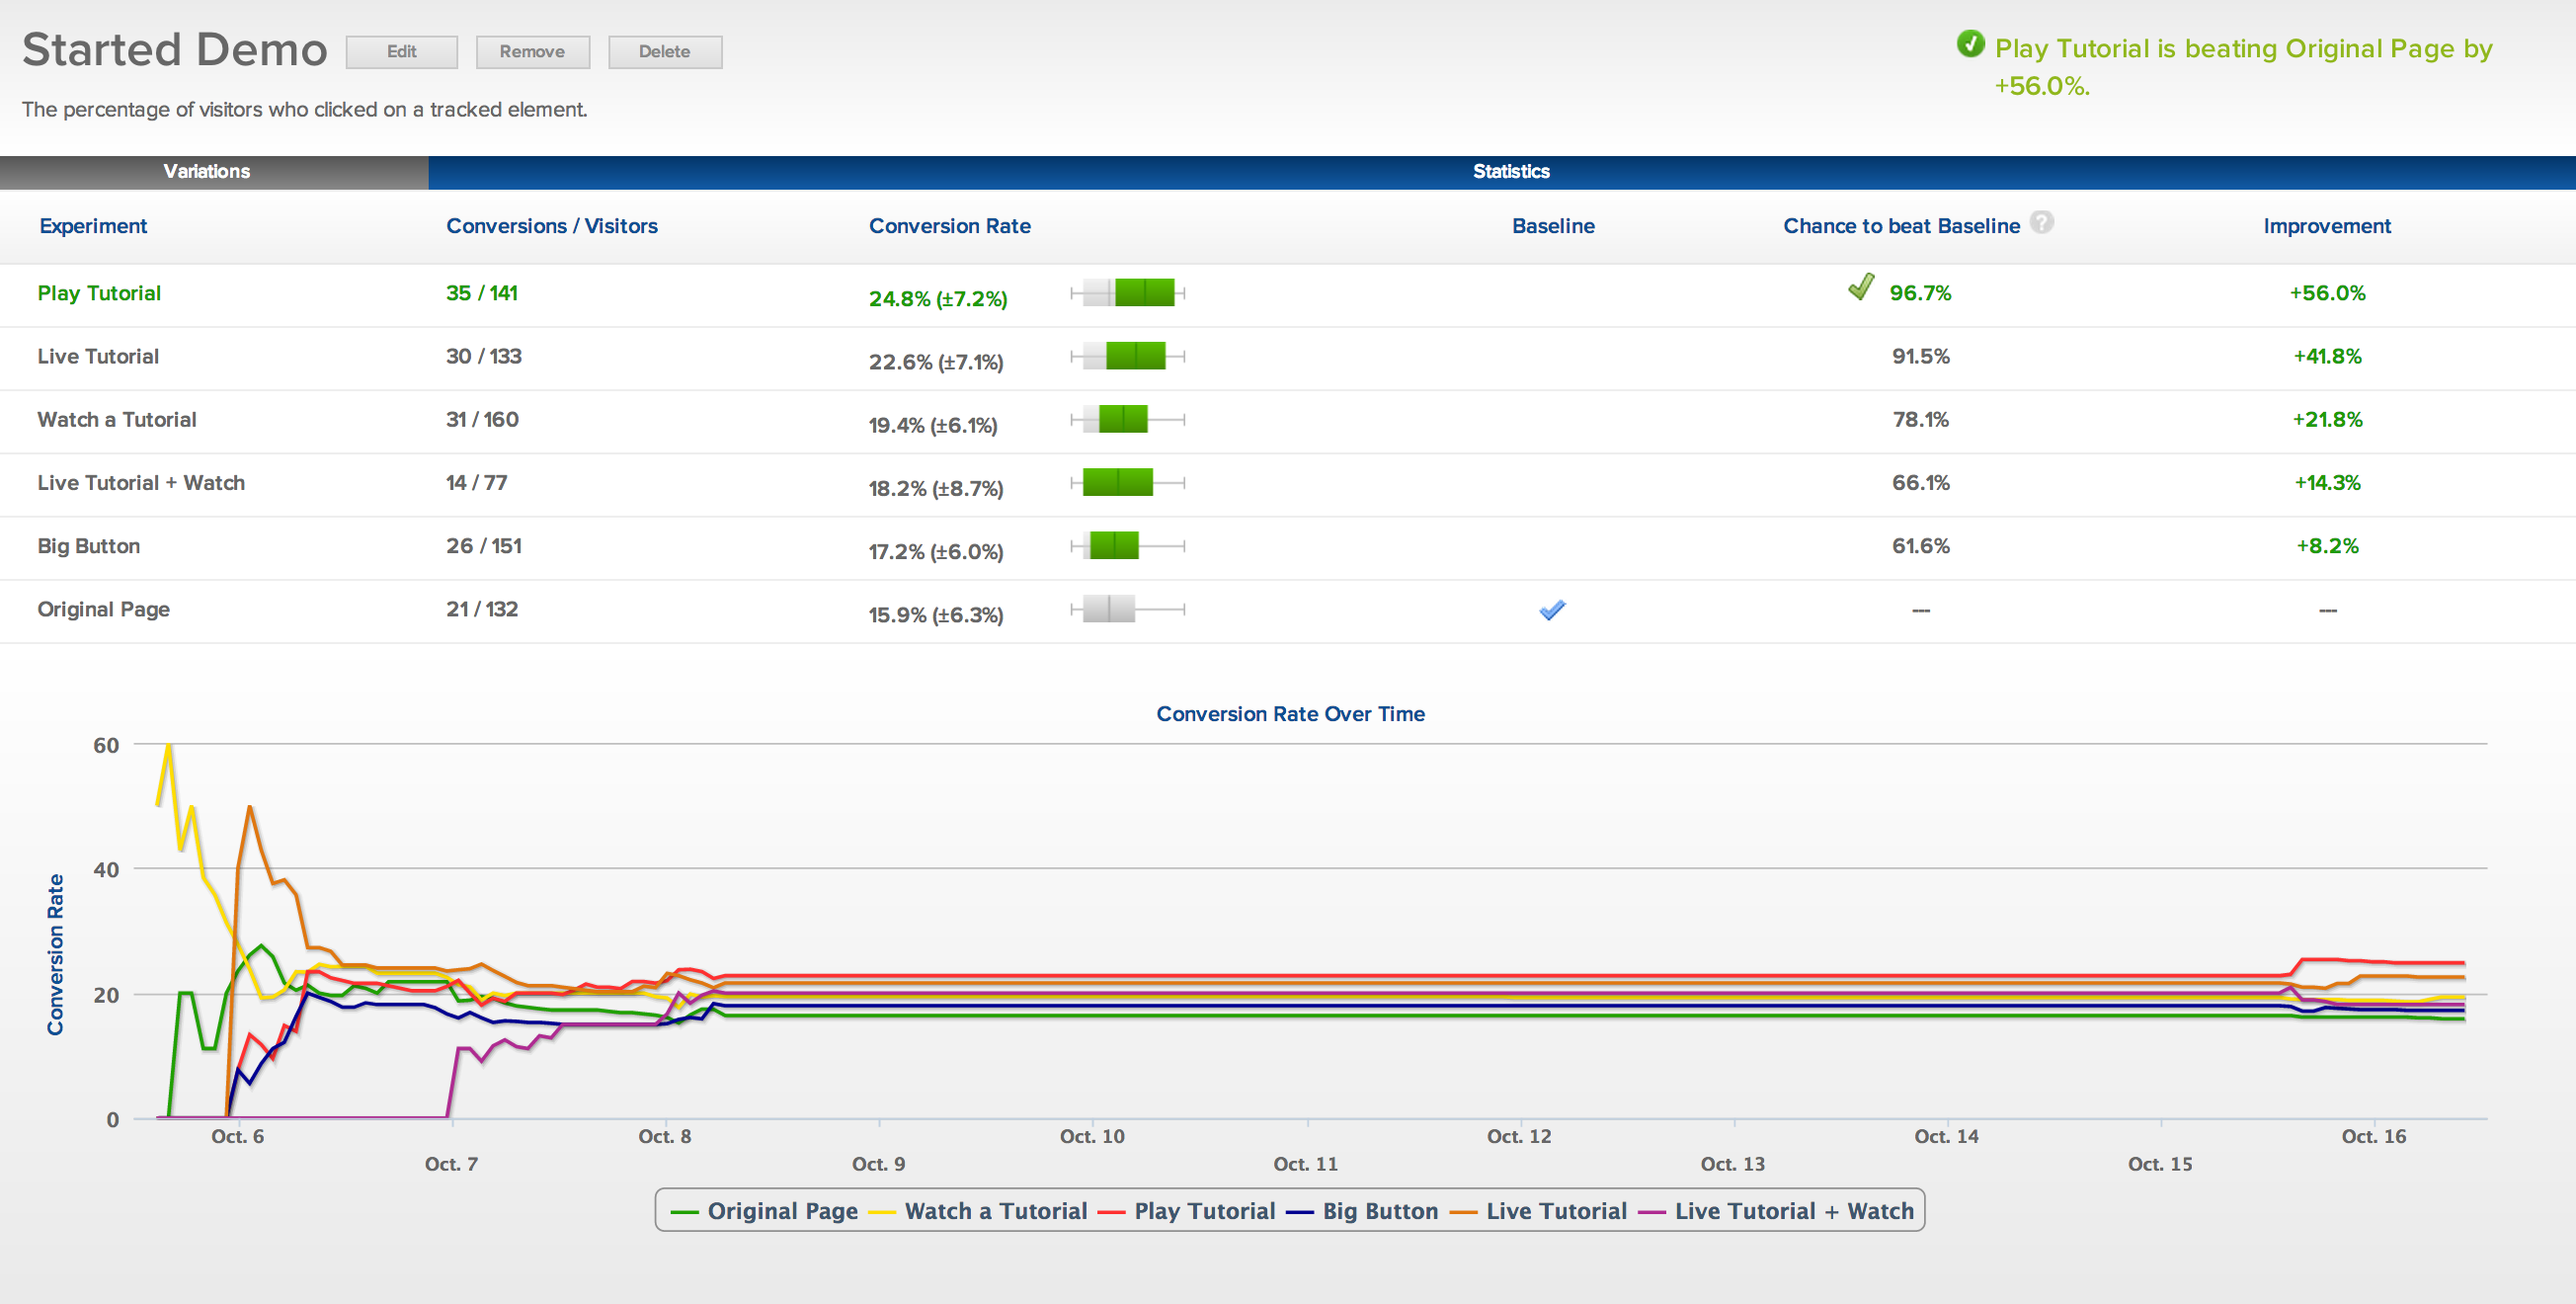 Started Demo Edit Remove Delete
Play Tutorial is beating Original Page by
+56.0%.
The percentage of visitors who clicked on a tracked element.
Variations Statistics
Experiment Conversions / Visitors Conversion Rate Baseline Chance to beat Baseline ? Improvement
Play Tutorial 35 / 141 24.8% (±7.2%) 96.7% +56.0%
Live Tutorial 30 / 133 22.6% (±7.1%) 91.5% +41.8%
Watch a Tutorial 31 / 160 19.4% (±6.1%) 78.1% +21.8%
Live Tutorial + Watch 14 / 77 18.2% (±8.7%) 66.1% +14.3%
Big Button 26 / 151 17.2% (±6.0%) 61.6% +8.2%
Original Page 21 / 132 15.9% (±6.3%) --- ---
Conversion Rate Over Time
Conversion Rate
60
40
20
0
Oct. 6 Oct. 8 Oct. 10 Oct. 12 Oct. 14 Oct. 16
Oct. 7 Oct. 9 Oct. 11 Oct. 13 Oct. 15
Original Page Watch a Tutorial Play Tutorial Big Button Live Tutorial Live Tutorial + Watch